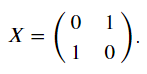 X = ( 0 1
1 0 ).